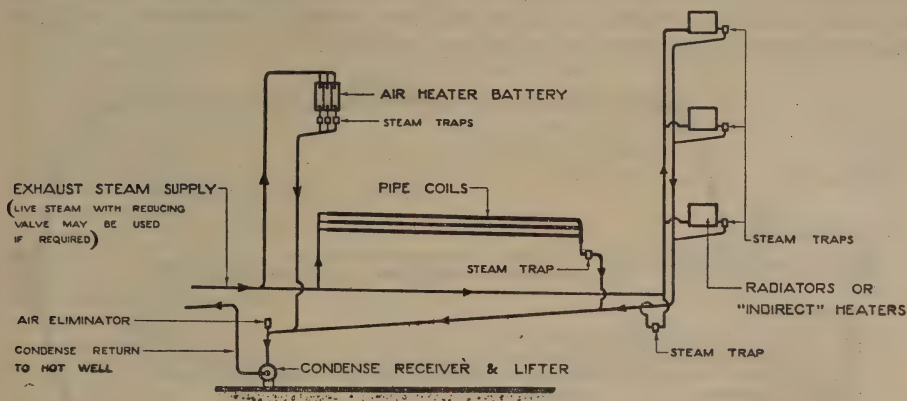 AIR HEATER BATTERY
STEAM TRAPS
EXHAUST STEAM SUPPLY
(LIVE STEAM WITH REDUCING
VALVE MAY BE USED
IF REQUIRED)
PIPE COILS
STEAM TRAP
STEAM TRAPS
RADIATORS OR
"INDIRECT" HEATERS
AIR ELIMINATOR
STEAM TRAP
CONDENSE RETURN
TO HOT WELL
CONDENSE RECEIVER & LIFTER